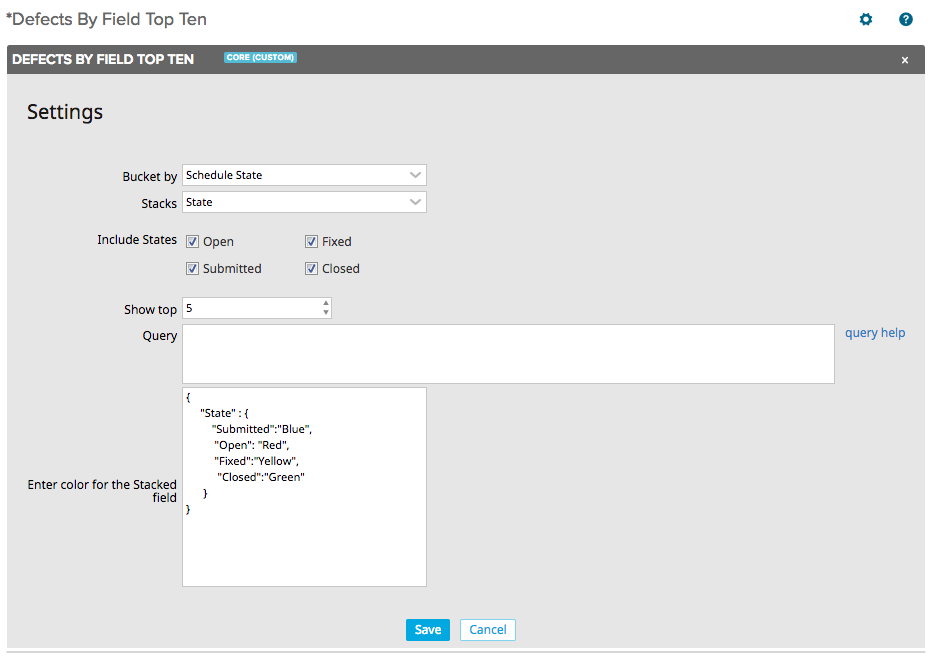 *Defects By Field Top Ten
?
DEFECTS BY FIELD TOP TEN CORE (CUSTOM) x
Settings
Bucket by Schedule State
Stacks State
Include States Open Fixed
Submitted Closed
Show top 5
Query query help
{
"State" : {
"Submitted":"Blue",
"Open": "Red",
"Fixed":"Yellow",
"Closed":"Green"
}
}
Enter color for the Stacked
field
Save Cancel